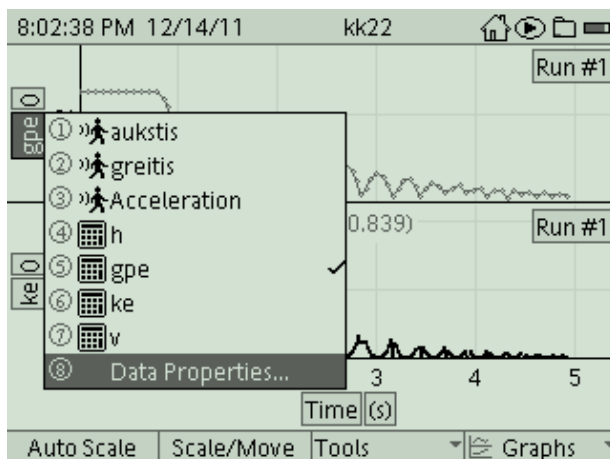 8:02:38 PM 12/14/11 kk22
Run #1
gpe 0
① aukstis
② greitis
③ Acceleration
④ h
⑤ gpe
⑥ ke
⑦ v
⑧ Data Properties...
0.839)
Run #1
ke 0
3 4 5
Time (s)
Auto Scale Scale/Move Tools Graphs